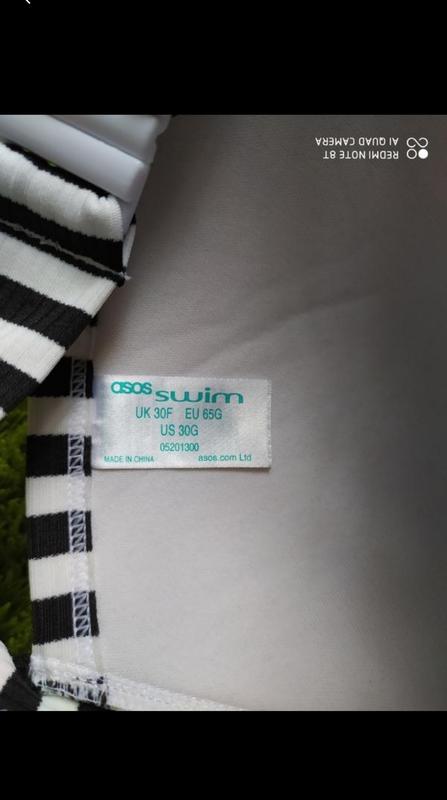 REDMI NOTE 8T
AI QUAD CAMERA
asos swim
UK 30F EU 65G
US 30G
05201300
MADE IN CHINA asos.com Ltd